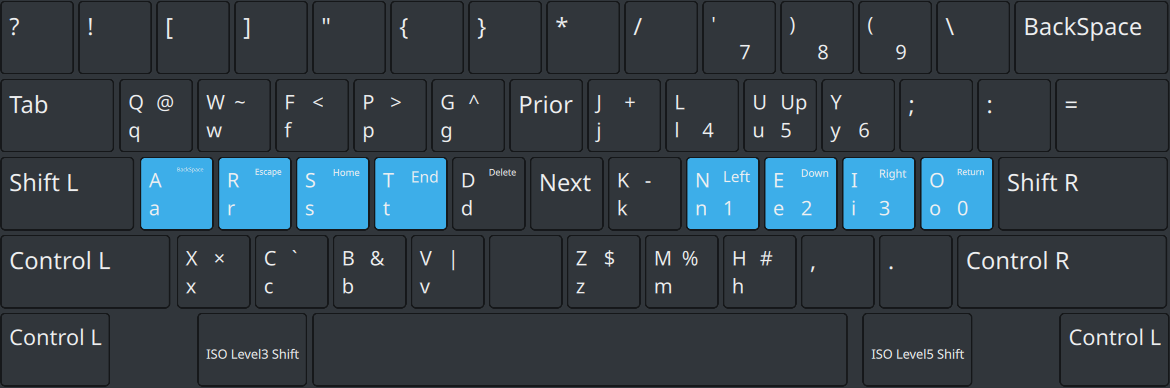 ? ! [ ] " { } * / ' 7 ) 8 ( 9 \ BackSpace
Tab Q @ W ~ F < P > G ^ Prior J + L U Up Y ; : =
q w f p g j l 4 u 5 y 6
Shift L A BackSpace R Escape S Home T End D Delete Next K - N Left E Down I Right O Return Shift R
a r s t d k n 1 e 2 i 3 o 0
Control L X × C ` B & V | Z $ M % H # , . Control R
x c b v z m h
Control L ISO Level3 Shift ISO Level5 Shift Control L